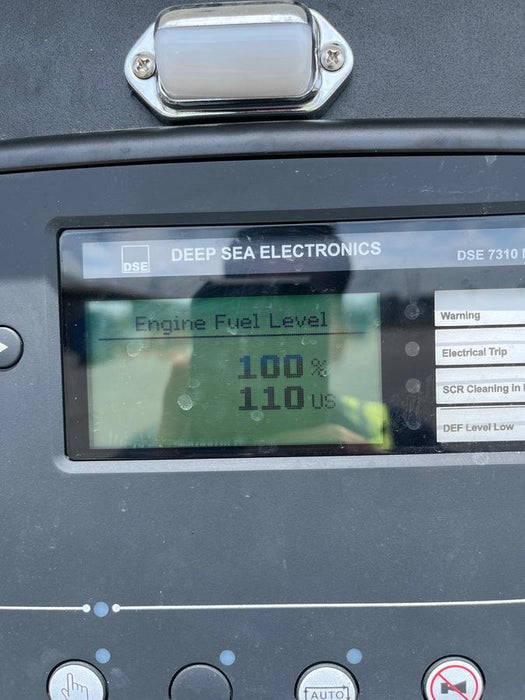 DSE
DEEP SEA ELECTRONICS
DSE 7310
Engine Fuel Level
100 %
110 US
Warning
Electrical Trip
SCR Cleaning in
DEF Level Low
AUTO